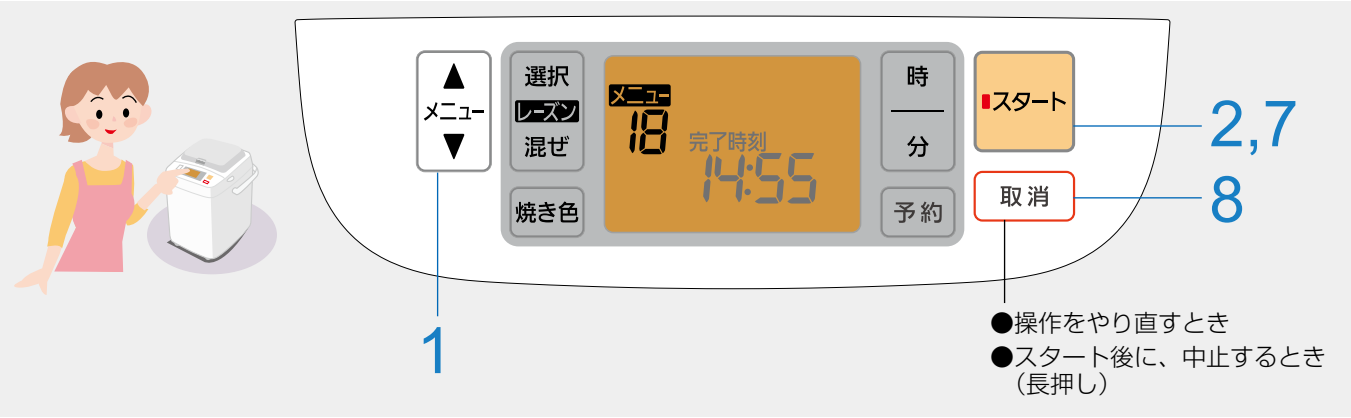 ▲
メニュー
▼
選択
レーズン
混ぜ
焼き色
メニュー
18
完了時刻
14:55
時
分
予約
スタート
取消
2,7
8
1
●操作をやり直すとき
●スタート後に、中止するとき
（長押し）